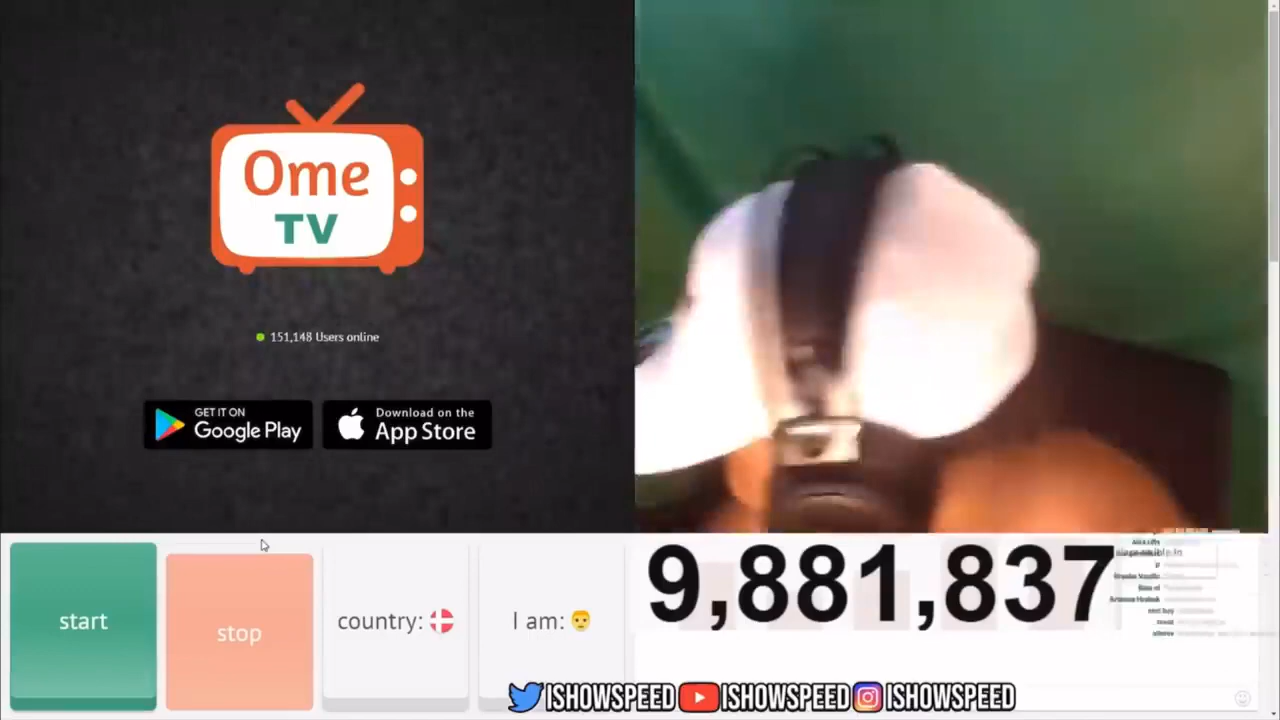 Ome
TV
151,148 Users online
GET IT ON
Google Play
Download on the
App Store
start
stop
country:
I am:
9,881,837
ISHOWSPEED ISHOWSPEED ISHOWSPEED